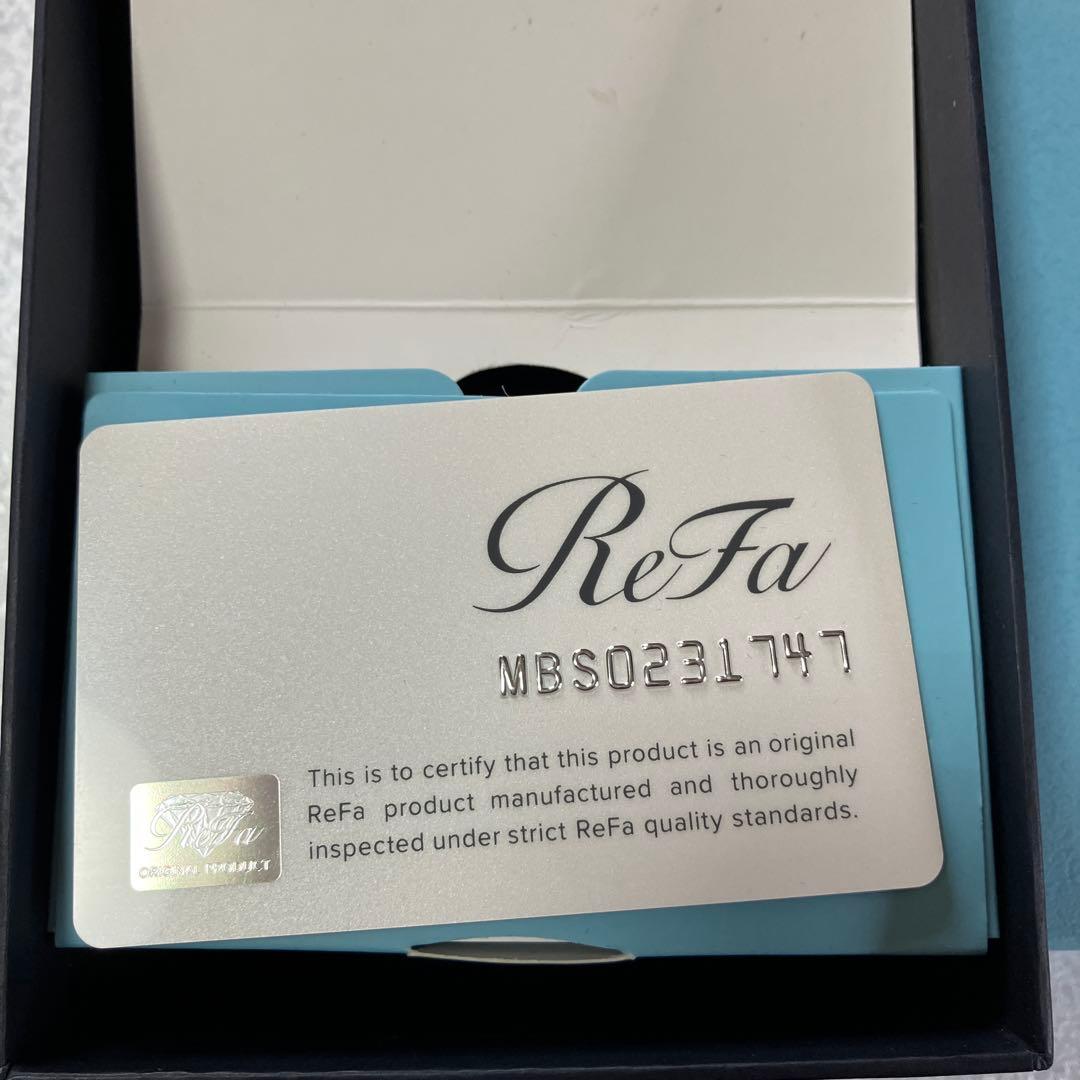 ReFa
MBS0231747
This is to certify that this product is an original
ReFa product manufactured and thoroughly
inspected under strict ReFa quality standards.
ReFa
ORIGINAL PRODUCT